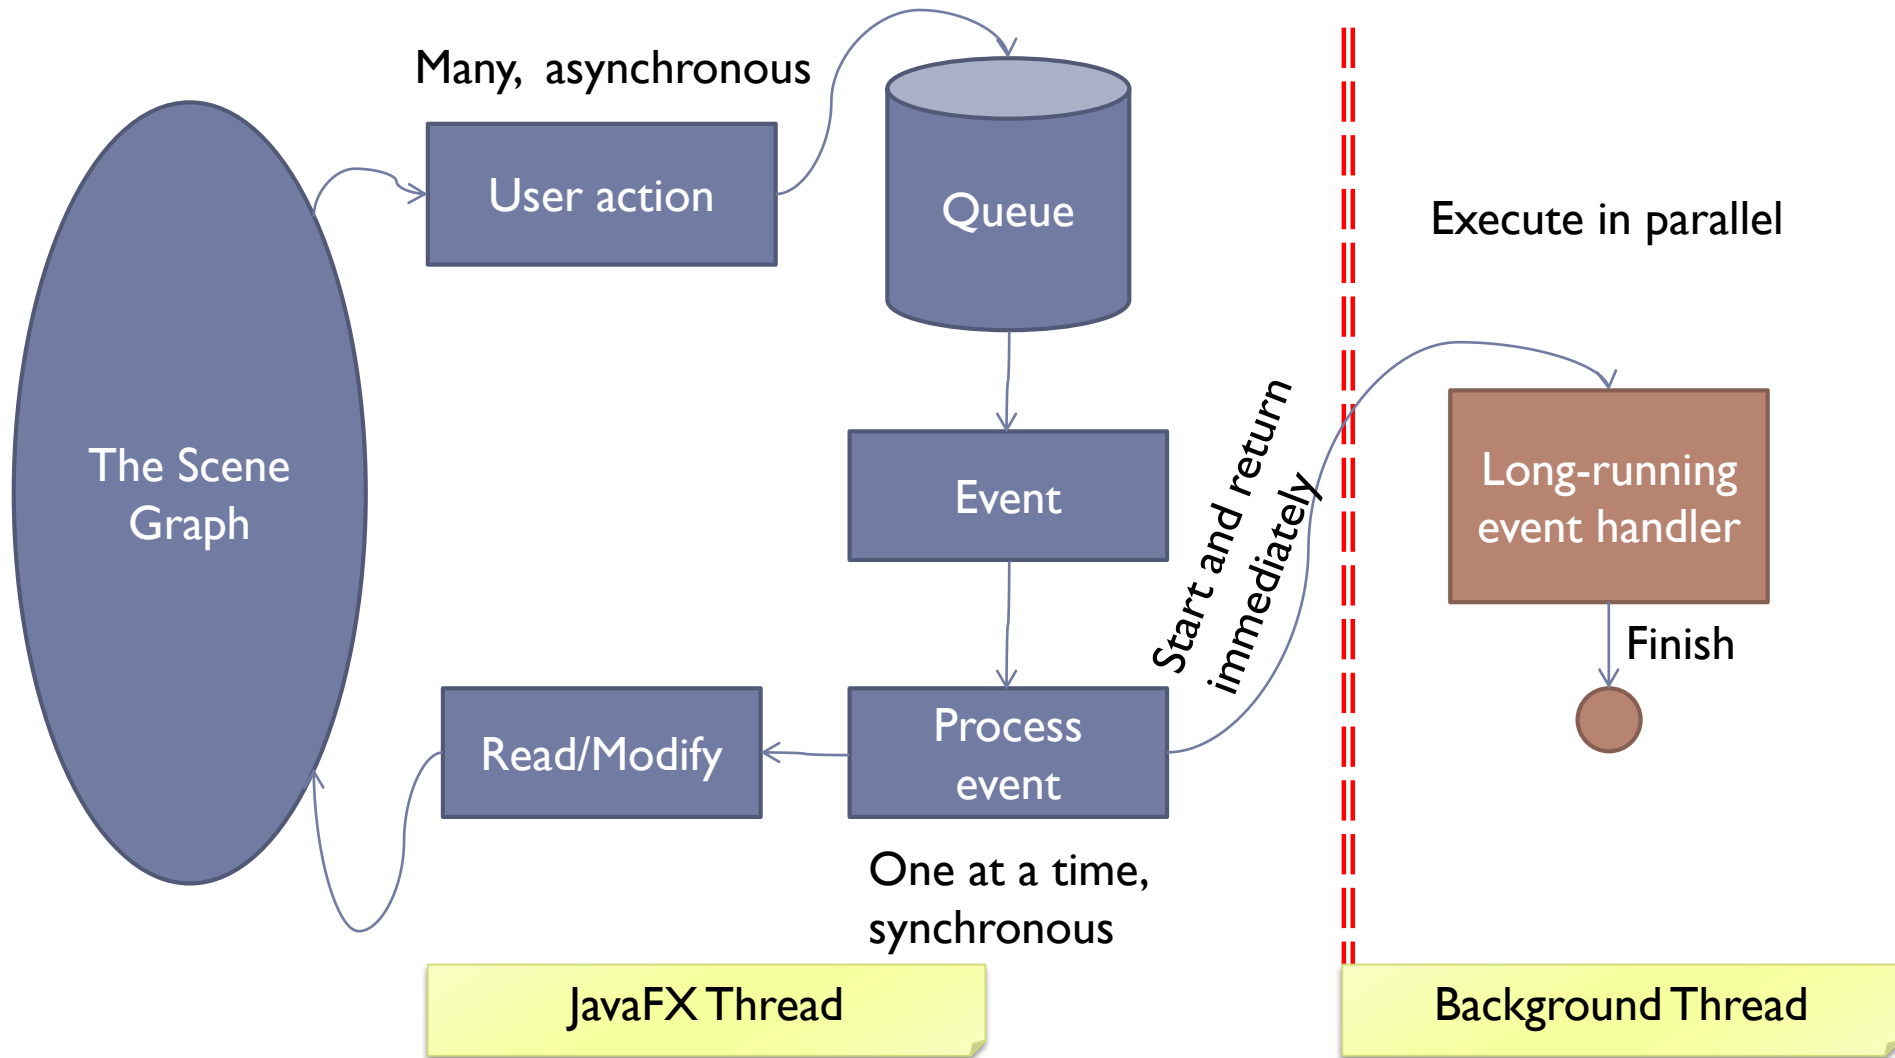 Many, asynchronous
User action
Queue
Execute in parallel
The Scene
Graph
Event
Start and return
immediately
Long-running
event handler
Finish
Read/Modify
Process
event
One at a time,
synchronous
JavaFX Thread
Background Thread